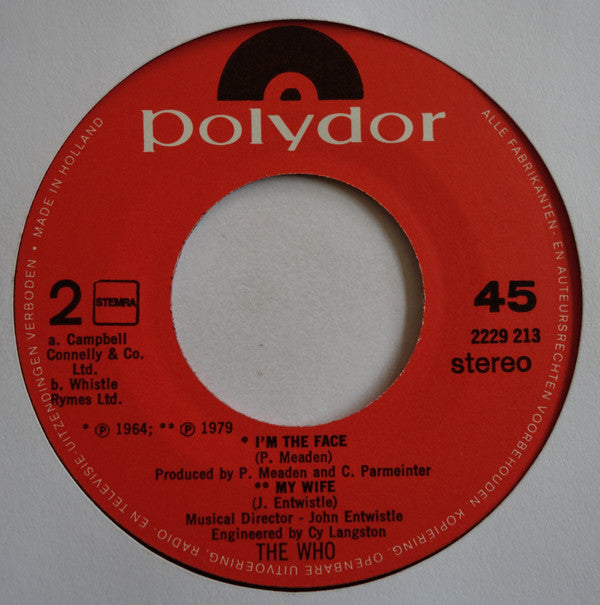 polydor
ALLE FABRIKANTEN- EN AUTEURSRECHTEN VOORBEHOUDEN KOPIERING, OPENBARE UITVOERING, RADIO- EN TELEVISIE-UITZENDINGEN VERBODEN • MADE IN HOLLAND
2 STEMRA
45
2229 213
stereo
a. Campbell
Connelly & Co.
Ltd.
b. Whistle
Rymes Ltd.
* ℗ 1964; ** ℗ 1979
* I'M THE FACE
(P. Meaden)
Produced by P. Meaden and C. Parmeinter
** MY WIFE
(J. Entwistle)
Musical Director - John Entwistle
Engineered by Cy Langston
THE WHO